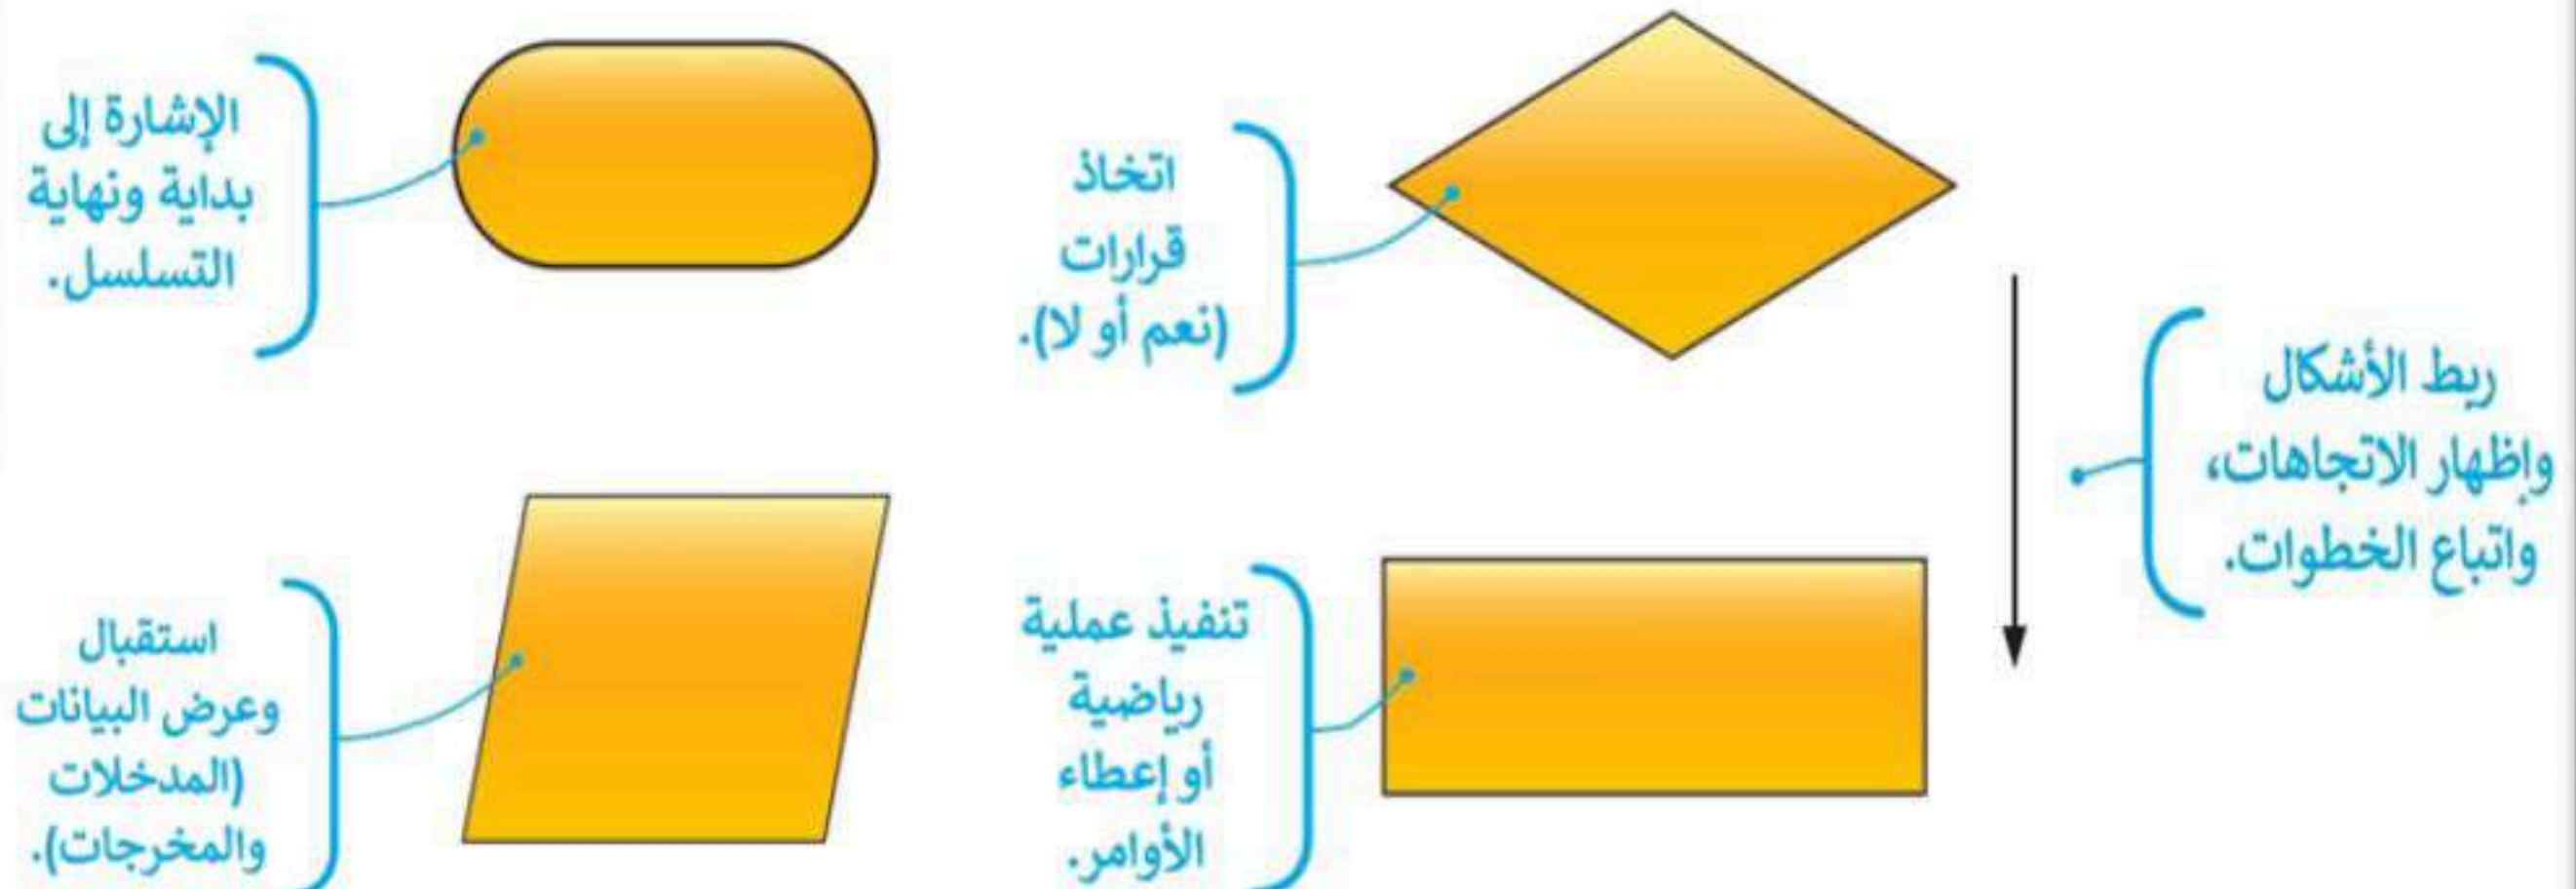 الإشارة إلى
بداية ونهاية
التسلسل.
اتخاذ
قرارات
(نعم أو لا).
ربط الأشكال
وإظهار الاتجاهات،
واتباع الخطوات.
استقبال
وعرض البيانات
(المدخلات
والمخرجات).
تنفيذ عملية
رياضية
أو إعطاء
الأوامر.